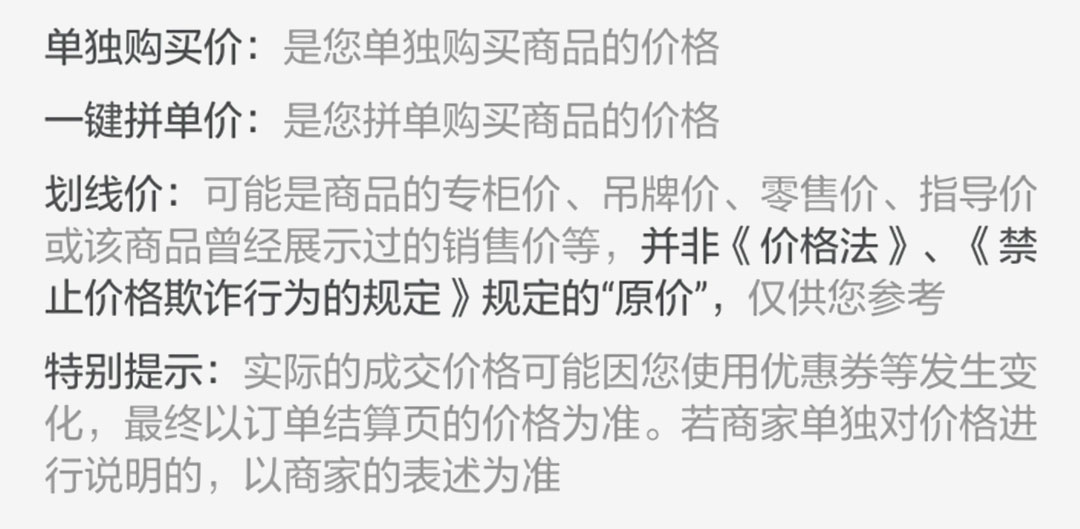 单独购买价：是您单独购买商品的价格
一键拼单价：是您拼单购买商品的价格
划线价：可能是商品的专柜价、吊牌价、零售价、指导价
或该商品曾经展示过的销售价等，并非《价格法》、《禁
止价格欺诈行为的规定》规定的“原价”，仅供您参考
特别提示：实际的成交价格可能因您使用优惠券等发生变
化，最终以订单结算页的价格为准。若商家单独对价格进
行说明的，以商家的表述为准